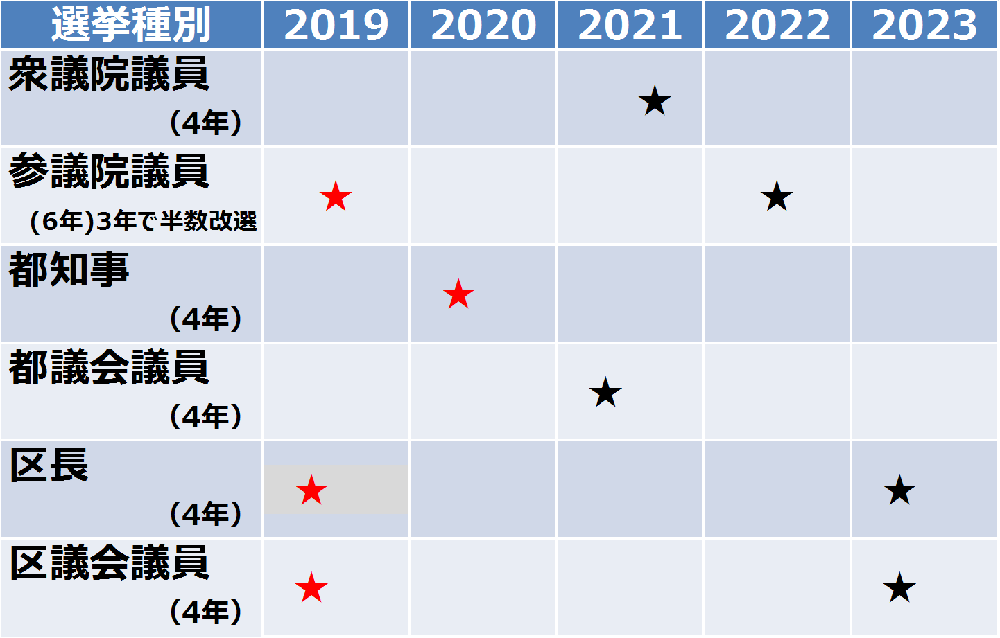 選挙種別 2019 2020 2021 2022 2023
衆議院議員
(4年)
★
参議院議員
(6年)3年で半数改選
★ ★
都知事
(4年)
★
都議会議員
(4年)
★
区長
(4年)
★ ★
区議会議員
(4年)
★ ★